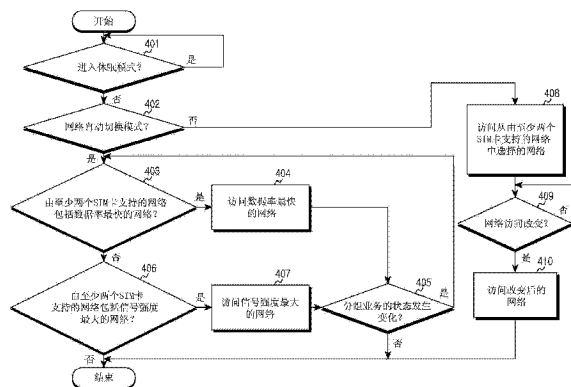 开始
401
进入休眠模式?
是
否
402
网络自动切换模式?
否
是
403
由至少两个SIM卡支持的网络
包括数据率最快的网络?
是
404
访问数据率最快
的网络
否
406
由至少两个SIM卡
支持的网络包括信号强度
最大的网络?
是
407
访问信号强度最大
的网络
405
分组业务的状态发生
变化?
是
否
否
结束
408
访问从由至少两个
SIM卡支持的网络
中选择的网络
409
网络访问改变?
否
是
410
访问改变后的
网络